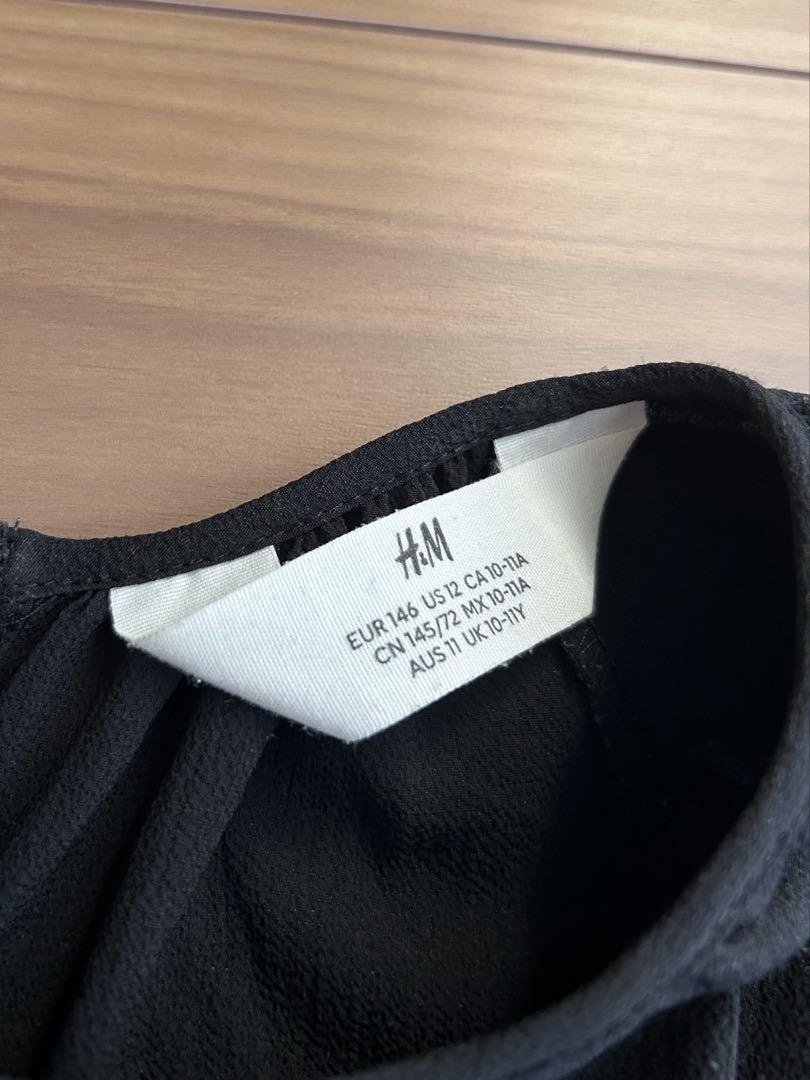 H&M
EUR 146 US 12 CA 10-11A
CN 145/72 MX 10-11A
AUS 11 UK 10-11Y